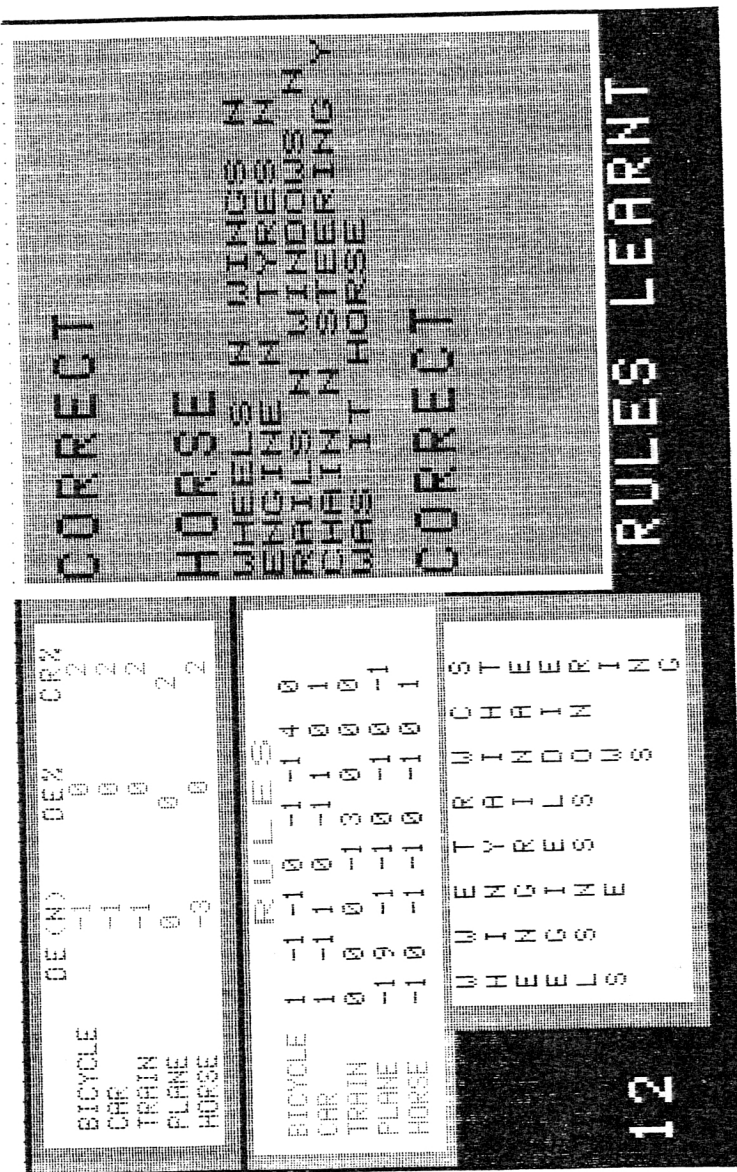 DE(N) DE% CR%
BICYCLE -1 0 2
CAR -1 0 2
TRAIN -1 0 2
PLANE 0 0 2
HORSE -3 0 2
RULES
BICYCLE 1 -1 -1 0 -1 -1 4 0
CAR 1 -1 1 0 -1 1 0 1
TRAIN 0 0 0 -1 3 0 0 0
PLANE -1 9 -1 -1 0 -1 0 -1
HORSE -1 0 -1 -1 0 -1 0 1
WHEELS
WINGS
ENGINE
TYRES
RAILS
WINDOWS
CHAIN
STEERING
CORRECT
HORSE
WHEELS N WINGS N
ENGINE N TYRES N
RAILS N WINDOWS N
CHAIN N STEERING Y
WAS IT HORSE
CORRECT
12 RULES LEARNT